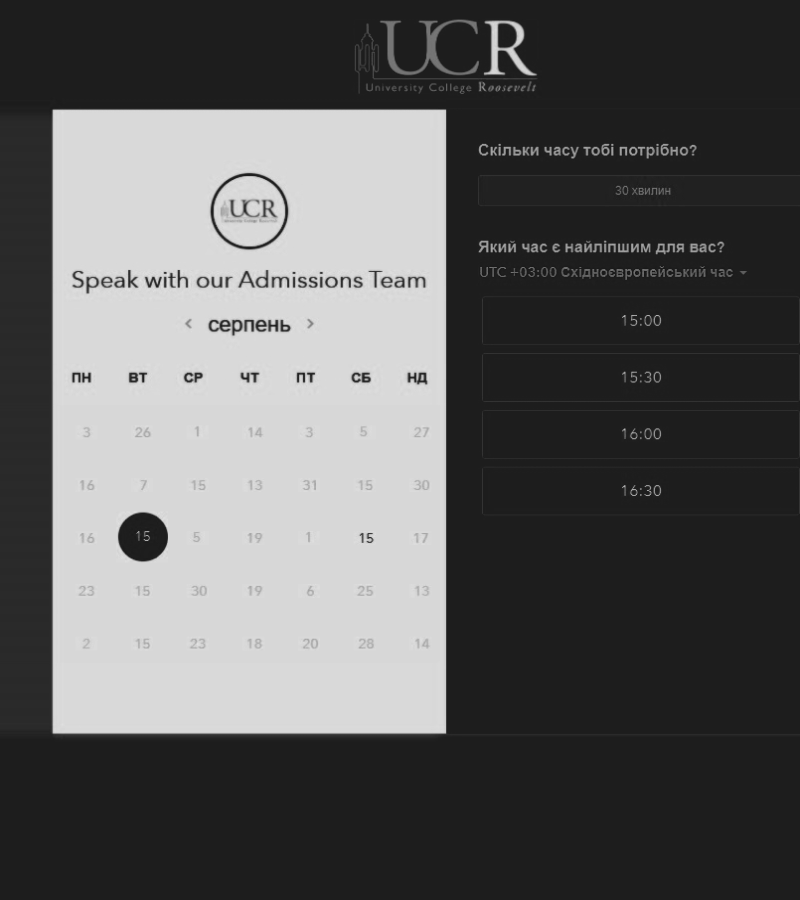 UCR
University College Roosevelt
UCR
Speak with our Admissions Team
< серпень >
ПН ВТ СР ЧТ ПТ СБ НД
3 26 1 14 3 5 27
16 7 15 13 31 15 30
16 15 5 19 1 15 17
23 15 30 19 6 25 13
2 15 23 18 20 28 14
Скільки часу тобі потрібно?
30 хвилин
Який час є найліпшим для вас?
UTC +03:00 Східноєвропейський час
15:00
15:30
16:00
16:30